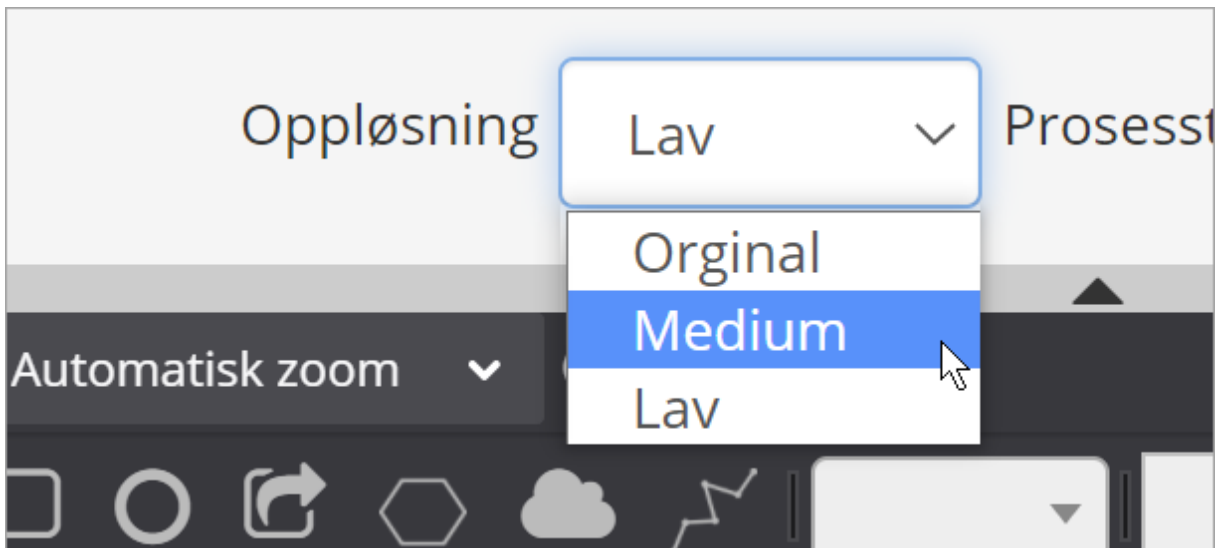 Oppløsning Lav Prosesst
Orginal
Medium
Automatisk zoom
Lav